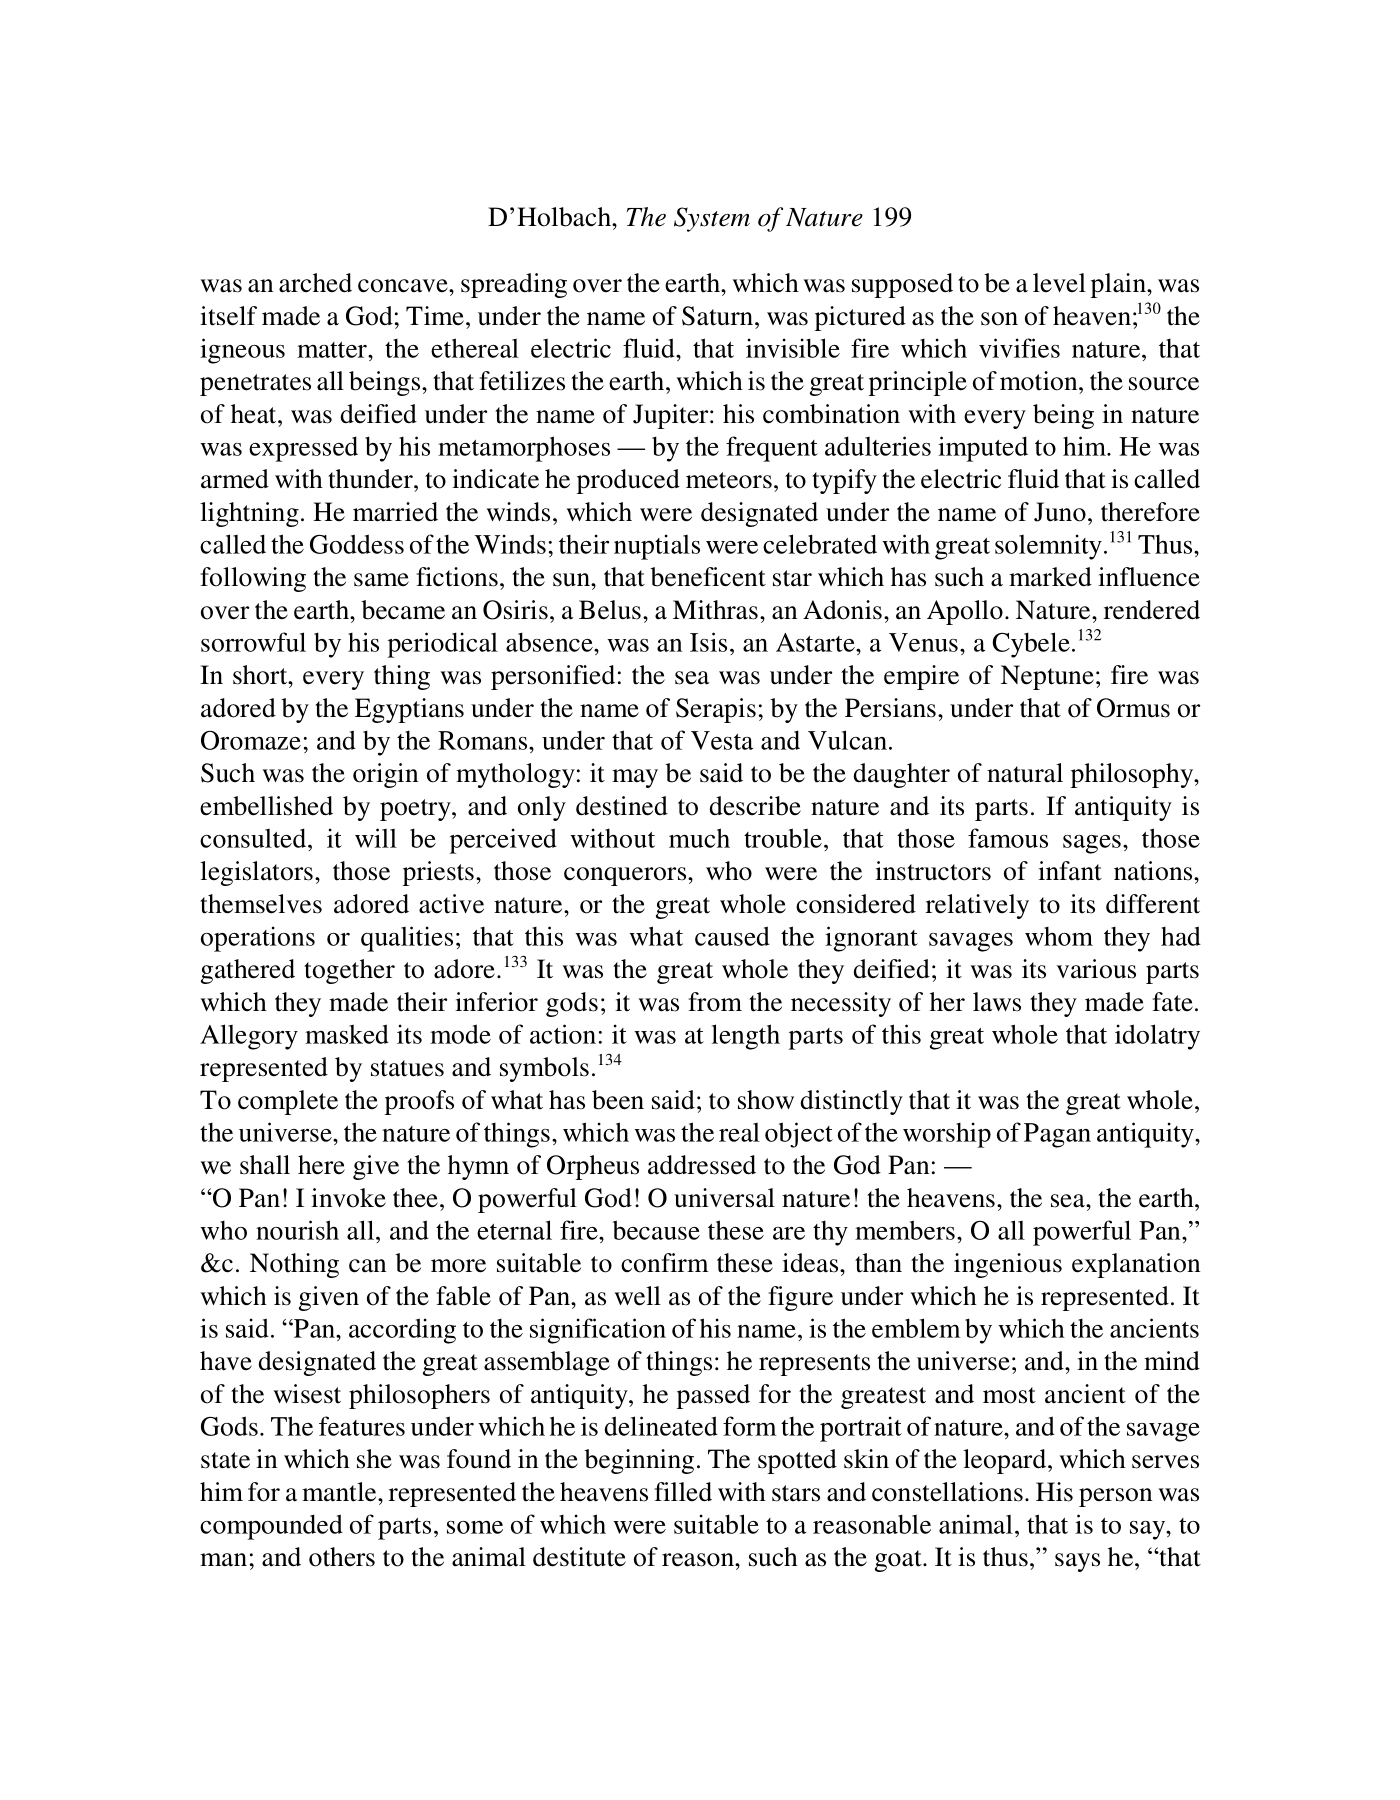 D’Holbach, The System of Nature 199
was an arched concave, spreading over the earth, which was supposed to be a level plain, was
itself made a God; Time, under the name of Saturn, was pictured as the son of heaven;130 the
igneous matter, the ethereal electric fluid, that invisible fire which vivifies nature, that
penetrates all beings, that fetilizes the earth, which is the great principle of motion, the source
of heat, was deified under the name of Jupiter: his combination with every being in nature
was expressed by his metamorphoses — by the frequent adulteries imputed to him. He was
armed with thunder, to indicate he produced meteors, to typify the electric fluid that is called
lightning. He married the winds, which were designated under the name of Juno, therefore
called the Goddess of the Winds; their nuptials were celebrated with great solemnity.131 Thus,
following the same fictions, the sun, that beneficent star which has such a marked influence
over the earth, became an Osiris, a Belus, a Mithras, an Adonis, an Apollo. Nature, rendered
sorrowful by his periodical absence, was an Isis, an Astarte, a Venus, a Cybele.132
In short, every thing was personified: the sea was under the empire of Neptune; fire was
adored by the Egyptians under the name of Serapis; by the Persians, under that of Ormus or
Oromaze; and by the Romans, under that of Vesta and Vulcan.
Such was the origin of mythology: it may be said to be the daughter of natural philosophy,
embellished by poetry, and only destined to describe nature and its parts. If antiquity is
consulted, it will be perceived without much trouble, that those famous sages, those
legislators, those priests, those conquerors, who were the instructors of infant nations,
themselves adored active nature, or the great whole considered relatively to its different
operations or qualities; that this was what caused the ignorant savages whom they had
gathered together to adore.133 It was the great whole they deified; it was its various parts
which they made their inferior gods; it was from the necessity of her laws they made fate.
Allegory masked its mode of action: it was at length parts of this great whole that idolatry
represented by statues and symbols.134
To complete the proofs of what has been said; to show distinctly that it was the great whole,
the universe, the nature of things, which was the real object of the worship of Pagan antiquity,
we shall here give the hymn of Orpheus addressed to the God Pan: —
“O Pan! I invoke thee, O powerful God! O universal nature! the heavens, the sea, the earth,
who nourish all, and the eternal fire, because these are thy members, O all powerful Pan,”
&c. Nothing can be more suitable to confirm these ideas, than the ingenious explanation
which is given of the fable of Pan, as well as of the figure under which he is represented. It
is said. “Pan, according to the signification of his name, is the emblem by which the ancients
have designated the great assemblage of things: he represents the universe; and, in the mind
of the wisest philosophers of antiquity, he passed for the greatest and most ancient of the
Gods. The features under which he is delineated form the portrait of nature, and of the savage
state in which she was found in the beginning. The spotted skin of the leopard, which serves
him for a mantle, represented the heavens filled with stars and constellations. His person was
compounded of parts, some of which were suitable to a reasonable animal, that is to say, to
man; and others to the animal destitute of reason, such as the goat. It is thus,” says he, “that